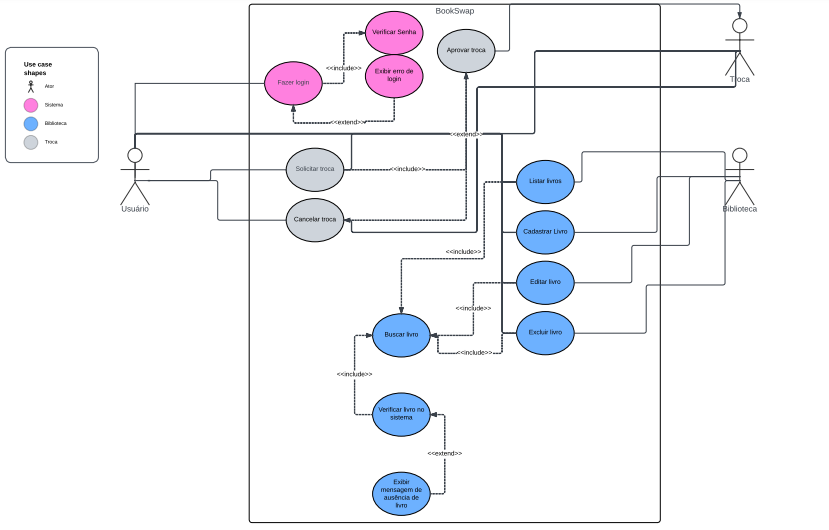 BookSwap
Use case
shapes
Ator
Sistema
Biblioteca
Troca
Verificar Senha
Aprovar troca
Troca
<<include>>
Exibir erro de
login
Fazer login
<<extend>>
<<extend>>
Solicitar troca
<<include>>
Listar livros
Usuário
Biblioteca
Cancelar troca
Cadastrar Livro
<<include>>
Editar livro
<<include>>
Buscar livro
Excluir livro
<<include>>
<<include>>
Verificar livro no
sistema
<<extend>>
Exibir
mensagem de
ausência de
livro